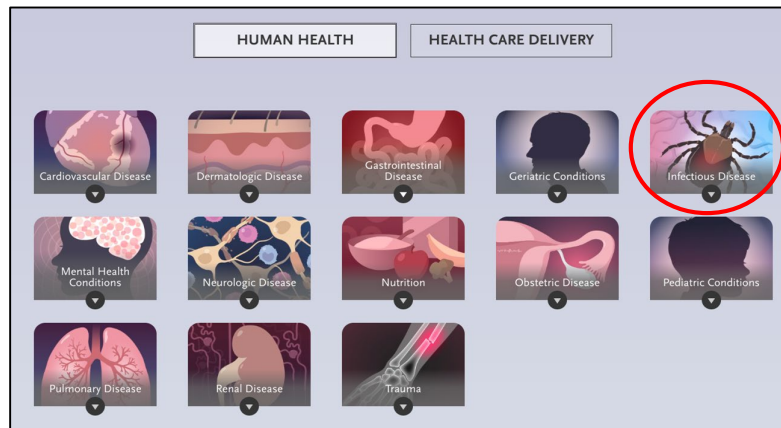 HUMAN HEALTH
HEALTH CARE DELIVERY
Cardiovascular Disease
Dermatologic Disease
Gastrointestinal
Disease
Geriatric Conditions
Infectious Disease
Mental Health
Conditions
Neurologic Disease
Nutrition
Obstetric Disease
Pediatric Conditions
Pulmonary Disease
Renal Disease
Trauma